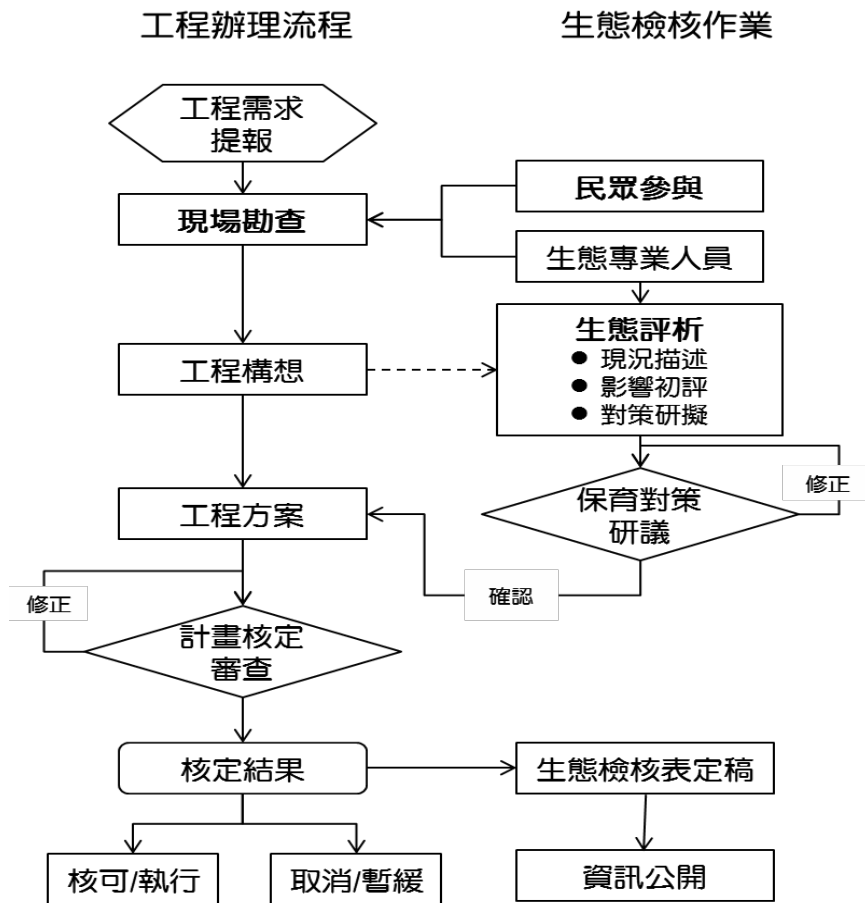 工程辦理流程
生態檢核作業
工程需求
提報
民眾參與
現場勘查
生態專業人員
生態評析
● 現況描述
● 影響初評
● 對策研擬
工程構想
修正
保育對策
研議
工程方案
確認
修正
計畫核定
審查
核定結果
生態檢核表定稿
核可/執行
取消/暫緩
資訊公開